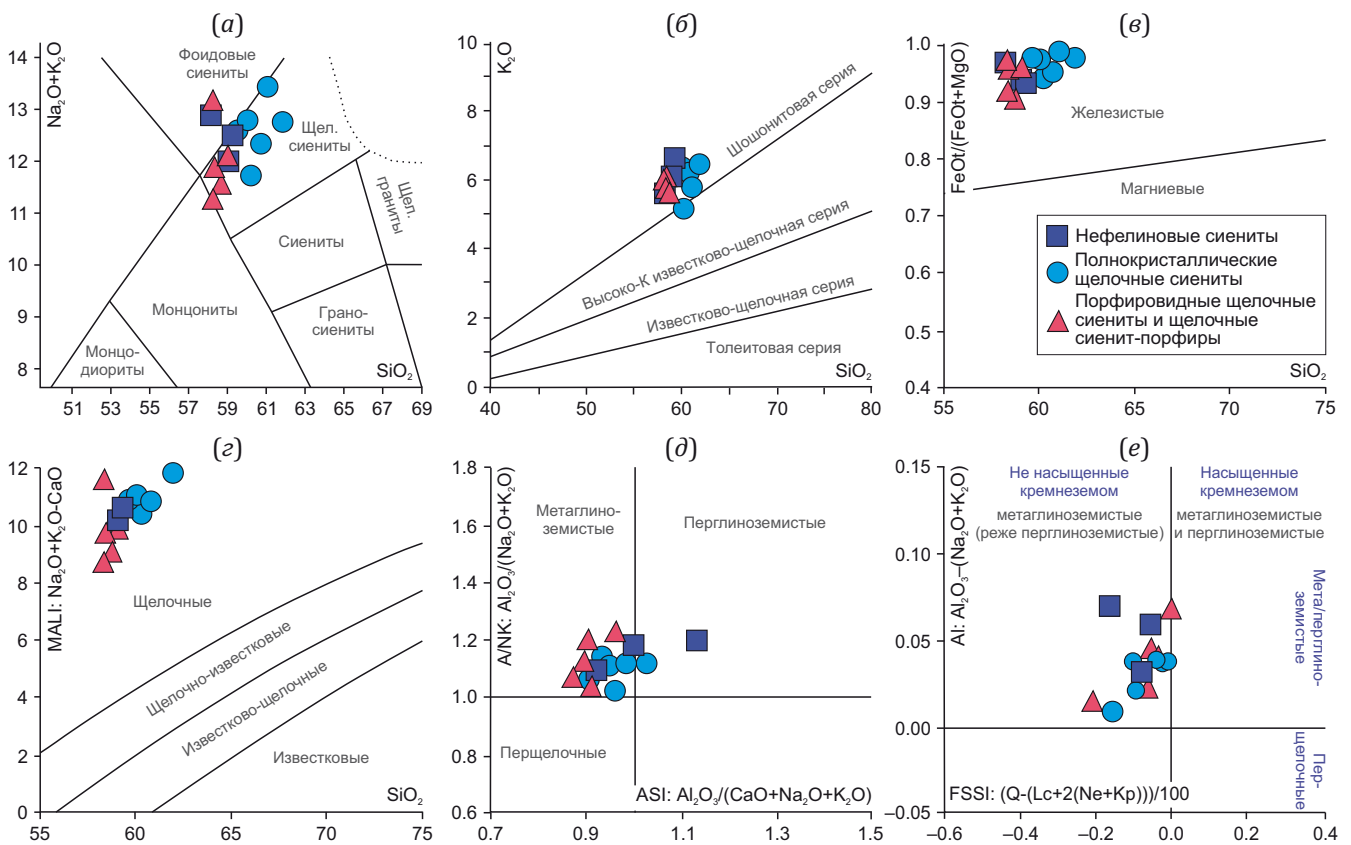 (а)
Na₂O+K₂O
14
13
12
11
10
9
8
Фоидовые
сиениты
Щел.
сиениты
Щел.
граниты
Сиениты
Монцониты
Грано-
сиениты
Монцо-
диориты
SiO₂
51
53
55
57
59
61
63
65
67
69
(б)
K₂O
10
8
6
4
2
0
Шошонитовая серия
Высоко-К известково-щелочная серия
Известково-щелочная серия
Толеитовая серия
SiO₂
40
50
60
70
80
(в)
FeOt/(FeOt+MgO)
1.0
0.9
0.8
0.7
0.6
0.5
0.4
Железистые
Магниевые
Нефелиновые сиениты
Полнокристаллические
щелочные сиениты
Порфировидные щелочные
сиениты и щелочные
сиенит-порфиры
SiO₂
55
60
65
70
75
(г)
MALI: Na₂O+K₂O-CaO
12
10
8
6
4
2
0
Щелочные
Щелочно-известковые
Известково-щелочные
Известковые
SiO₂
55
60
65
70
75
(д)
A/NK: Al₂O₃/(Na₂O+K₂O)
1.8
1.6
1.4
1.2
1.0
0.8
0.6
Метаглино-
земистые
Перглиноземистые
Перщелочные
ASI: Al₂O₃/(CaO+Na₂O+K₂O)
0.7
0.9
1.1
1.3
1.5
(е)
AI: Al₂O₃–(Na₂O+K₂O)
0.15
0.10
0.05
0.00
–0.05
Не насыщенные
кремнеземом
метаглиноземистые
(реже перглиноземистые)
Насыщенные
кремнеземом
метаглиноземистые
и перглиноземистые
Мета/перглино-
земистые
Пер-
щелочные
FSSI: (Q-(Lc+2(Ne+Kp)))/100
–0.6
–0.4
–0.2
0.0
0.2
0.4